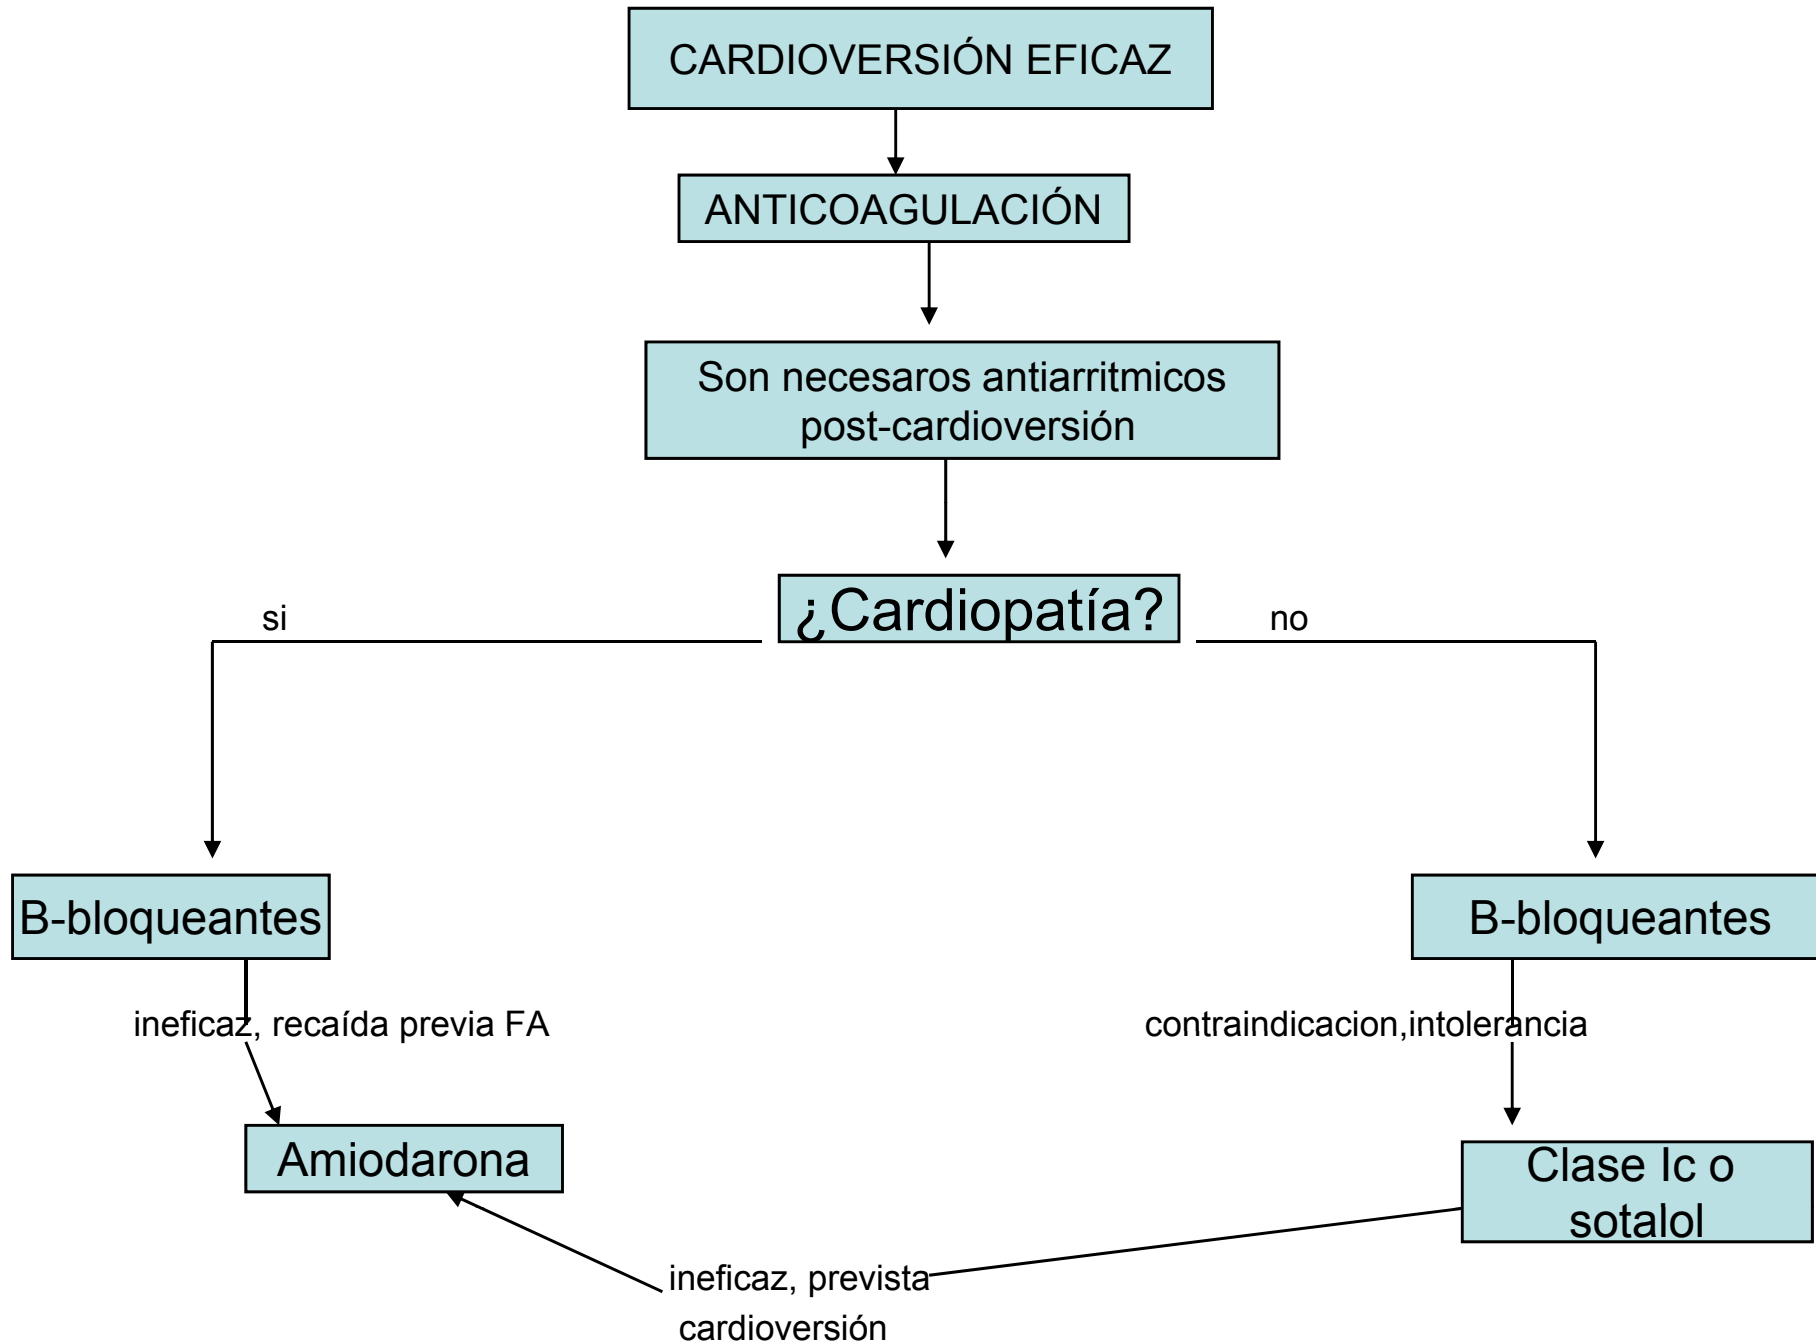 CARDIOVERSIÓN EFICAZ
ANTICOAGULACIÓN
Son necesaros antiarritmicos
post-cardioversión
¿Cardiopatía?
si
no
B-bloqueantes
B-bloqueantes
ineficaz, recaída previa FA
contraindicacion,intolerancia
Amiodarona
Clase Ic o
sotalol
ineficaz, prevista
cardioversión